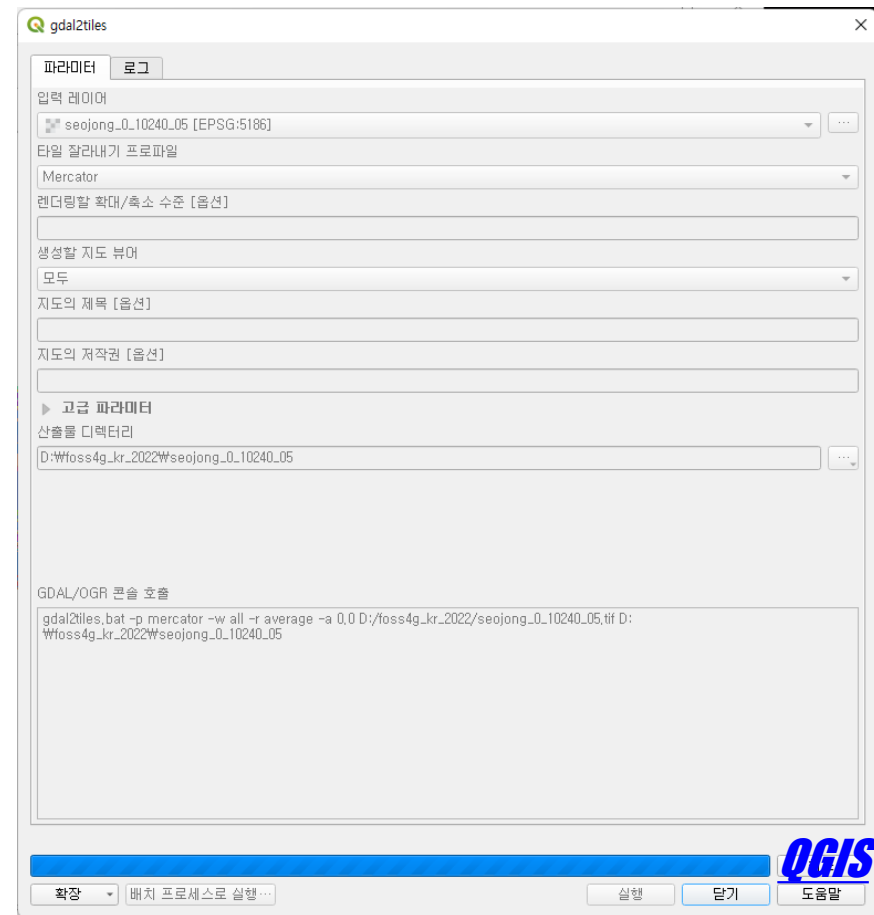 gdal2tiles
파라미터 로그
입력 레이어
seojong_0_10240_05 [EPSG:5186]
타일 잘라내기 프로파일
Mercator
렌더링할 확대/축소 수준 [옵션]
생성할 지도 뷰어
모두
지도의 제목 [옵션]
지도의 저작권 [옵션]
고급 파라미터
산출물 디렉터리
D:₩foss4g_kr_2022₩seojong_0_10240_05
GDAL/OGR 콘솔 호출
gdal2tiles.bat -p mercator -w all -r average -a 0.0 D:/foss4g_kr_2022/seojong_0_10240_05.tif D:
₩foss4g_kr_2022₩seojong_0_10240_05
QGIS
확장 배치 프로세스로 실행… 실행 닫기 도움말